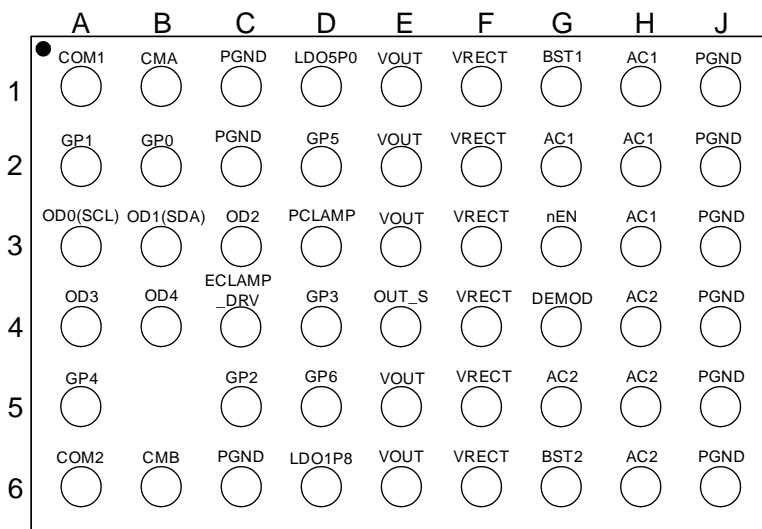 A B C D E F G H J
COM1 CMA PGND LDO5P0 VOUT VRECT BST1 AC1 PGND
1
GP1 GP0 PGND GP5 VOUT VRECT AC1 AC1 PGND
2
OD0(SCL) OD1(SDA) OD2 PCLAMP VOUT VRECT nEN AC1 PGND
3
ECLAMP
OD3 OD4 _DRV GP3 OUT_S VRECT DEMOD AC2 PGND
4
GP4 GP2 GP6 VOUT VRECT AC2 AC2 PGND
5
COM2 CMB PGND LDO1P8 VOUT VRECT BST2 AC2 PGND
6